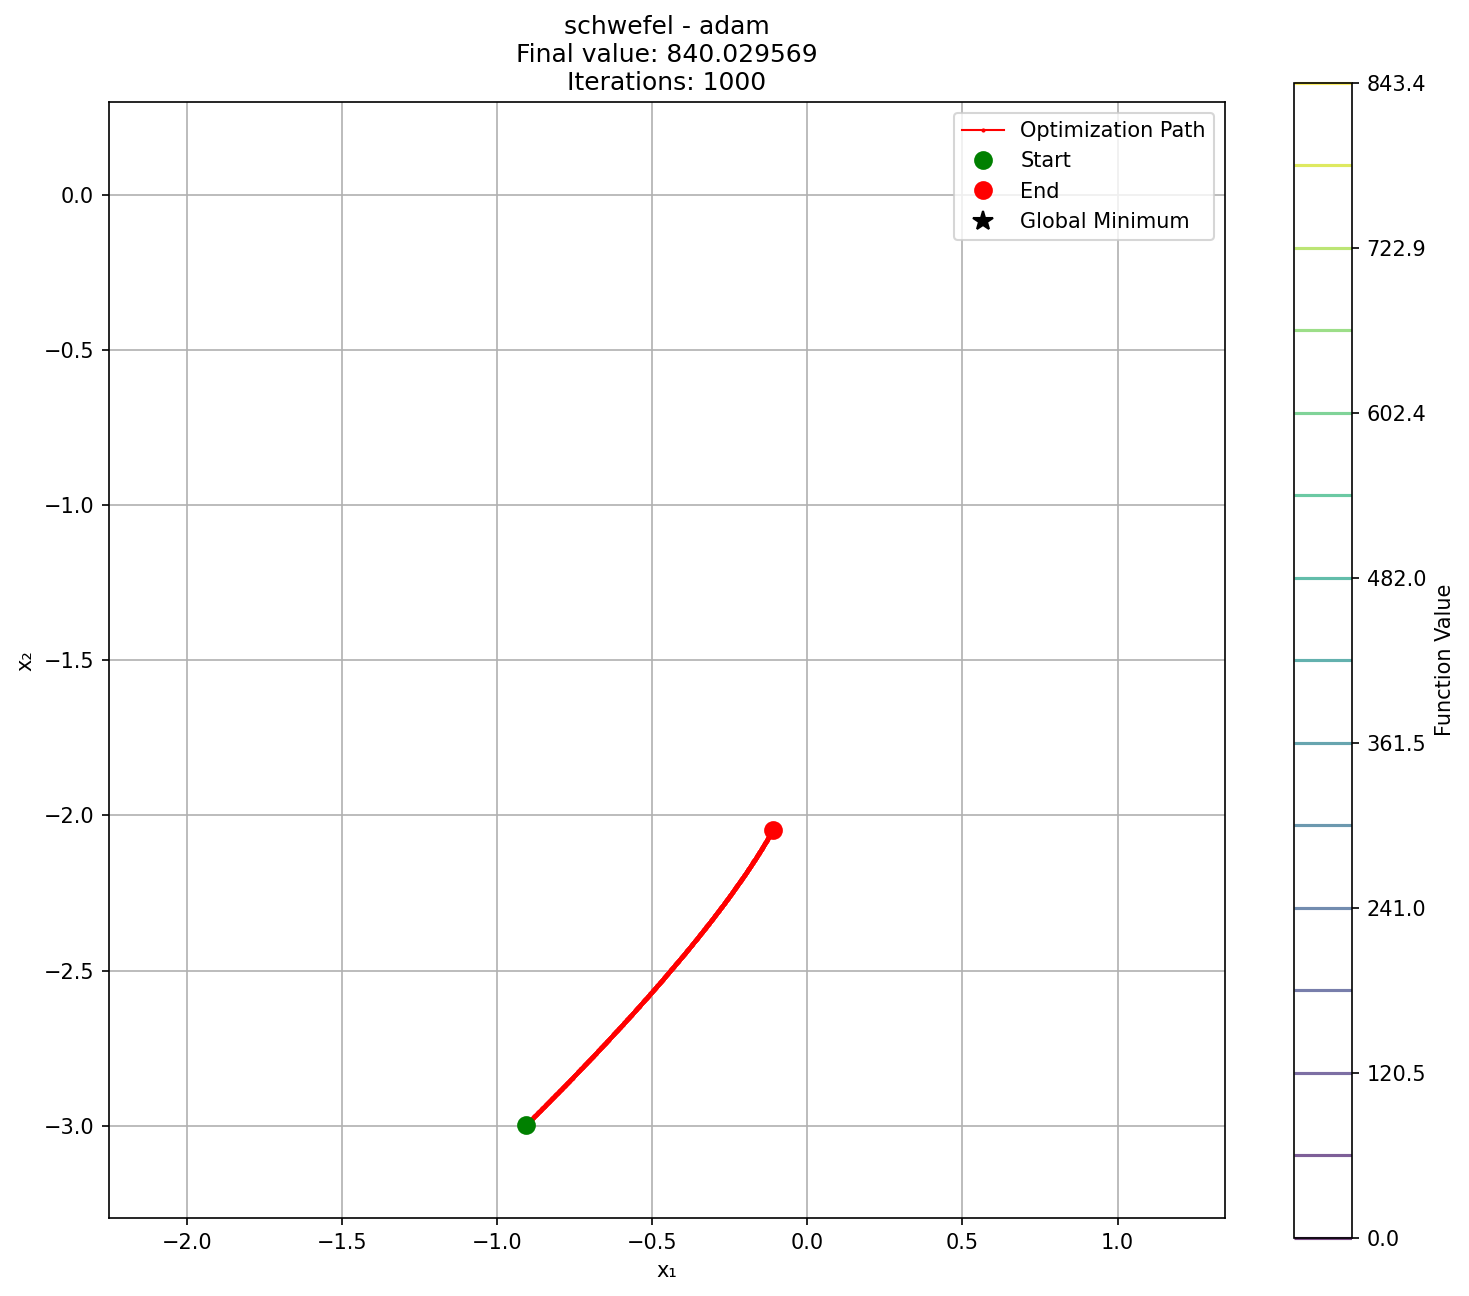 schwefel - adam
Final value: 840.029569
Iterations: 1000
Optimization Path
Start
End
Global Minimum
0.0
−0.5
−1.0
−1.5
−2.0
−2.5
−3.0
x₂
−2.0
−1.5
−1.0
−0.5
0.0
0.5
1.0
x₁
843.4
722.9
602.4
482.0
361.5
241.0
120.5
0.0
Function Value